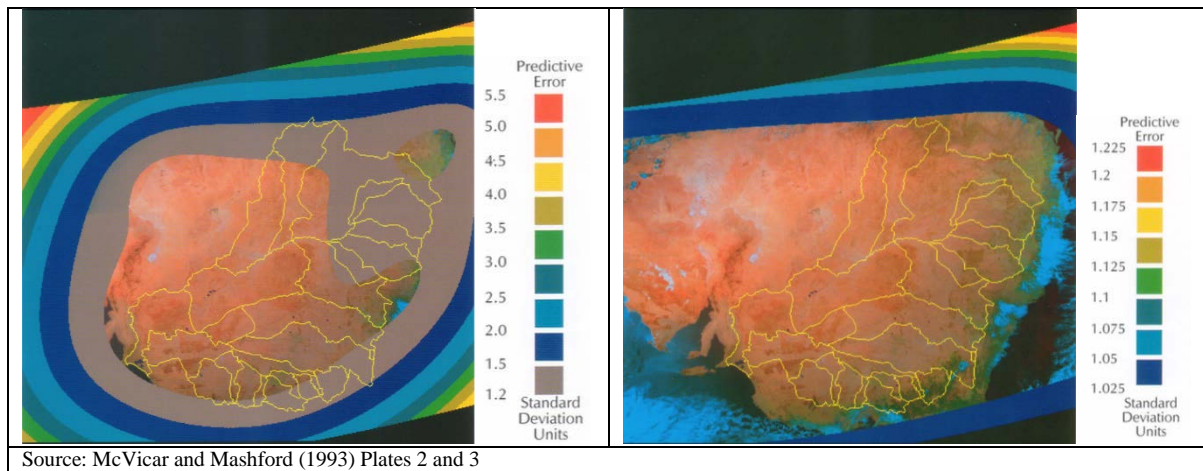 Predictive
Error
5.5
5.0
4.5
4.0
3.0
2.5
2.0
1.5
1.2
Standard
Deviation
Units
Predictive
Error
1.225
1.2
1.175
1.15
1.125
1.1
1.075
1.05
1.025
Standard
Deviation
Units
Source: McVicar and Mashford (1993) Plates 2 and 3